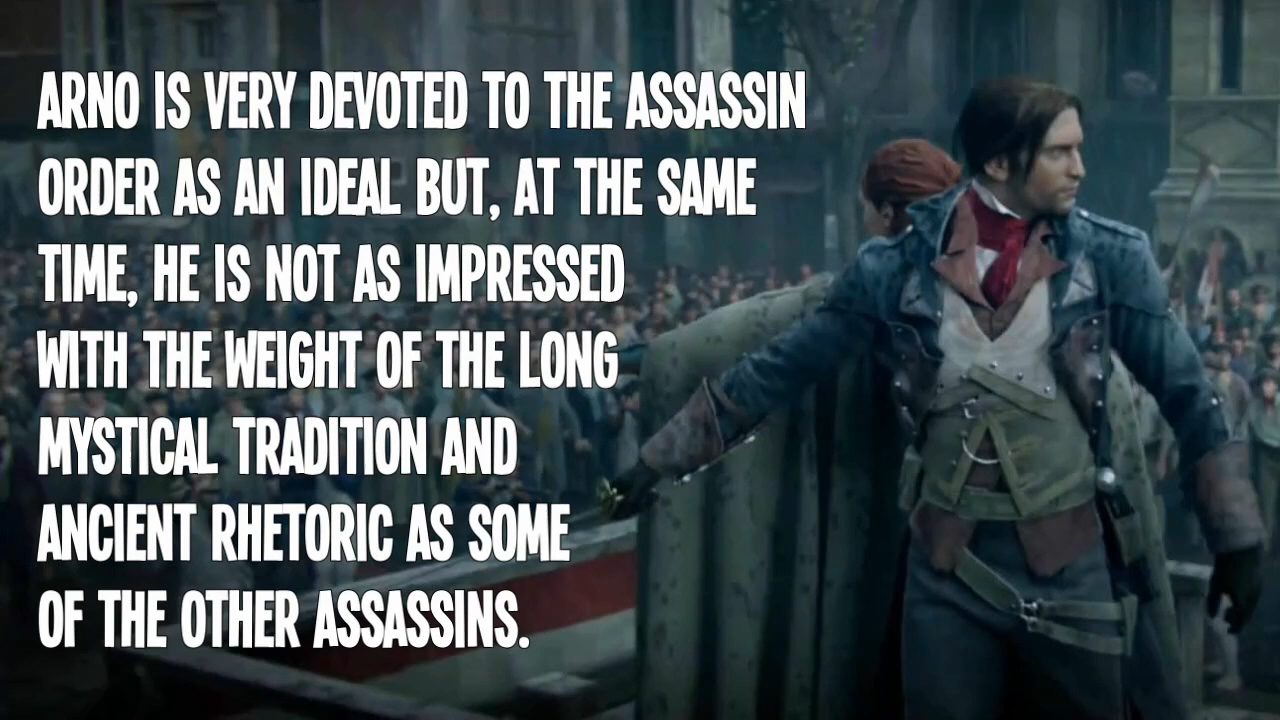 ARNO IS VERY DEVOTED TO THE ASSASSIN
ORDER AS AN IDEAL BUT, AT THE SAME
TIME, HE IS NOT AS IMPRESSED
WITH THE WEIGHT OF THE LONG
MYSTICAL TRADITION AND
ANCIENT RHETORIC AS SOME
OF THE OTHER ASSASSINS.